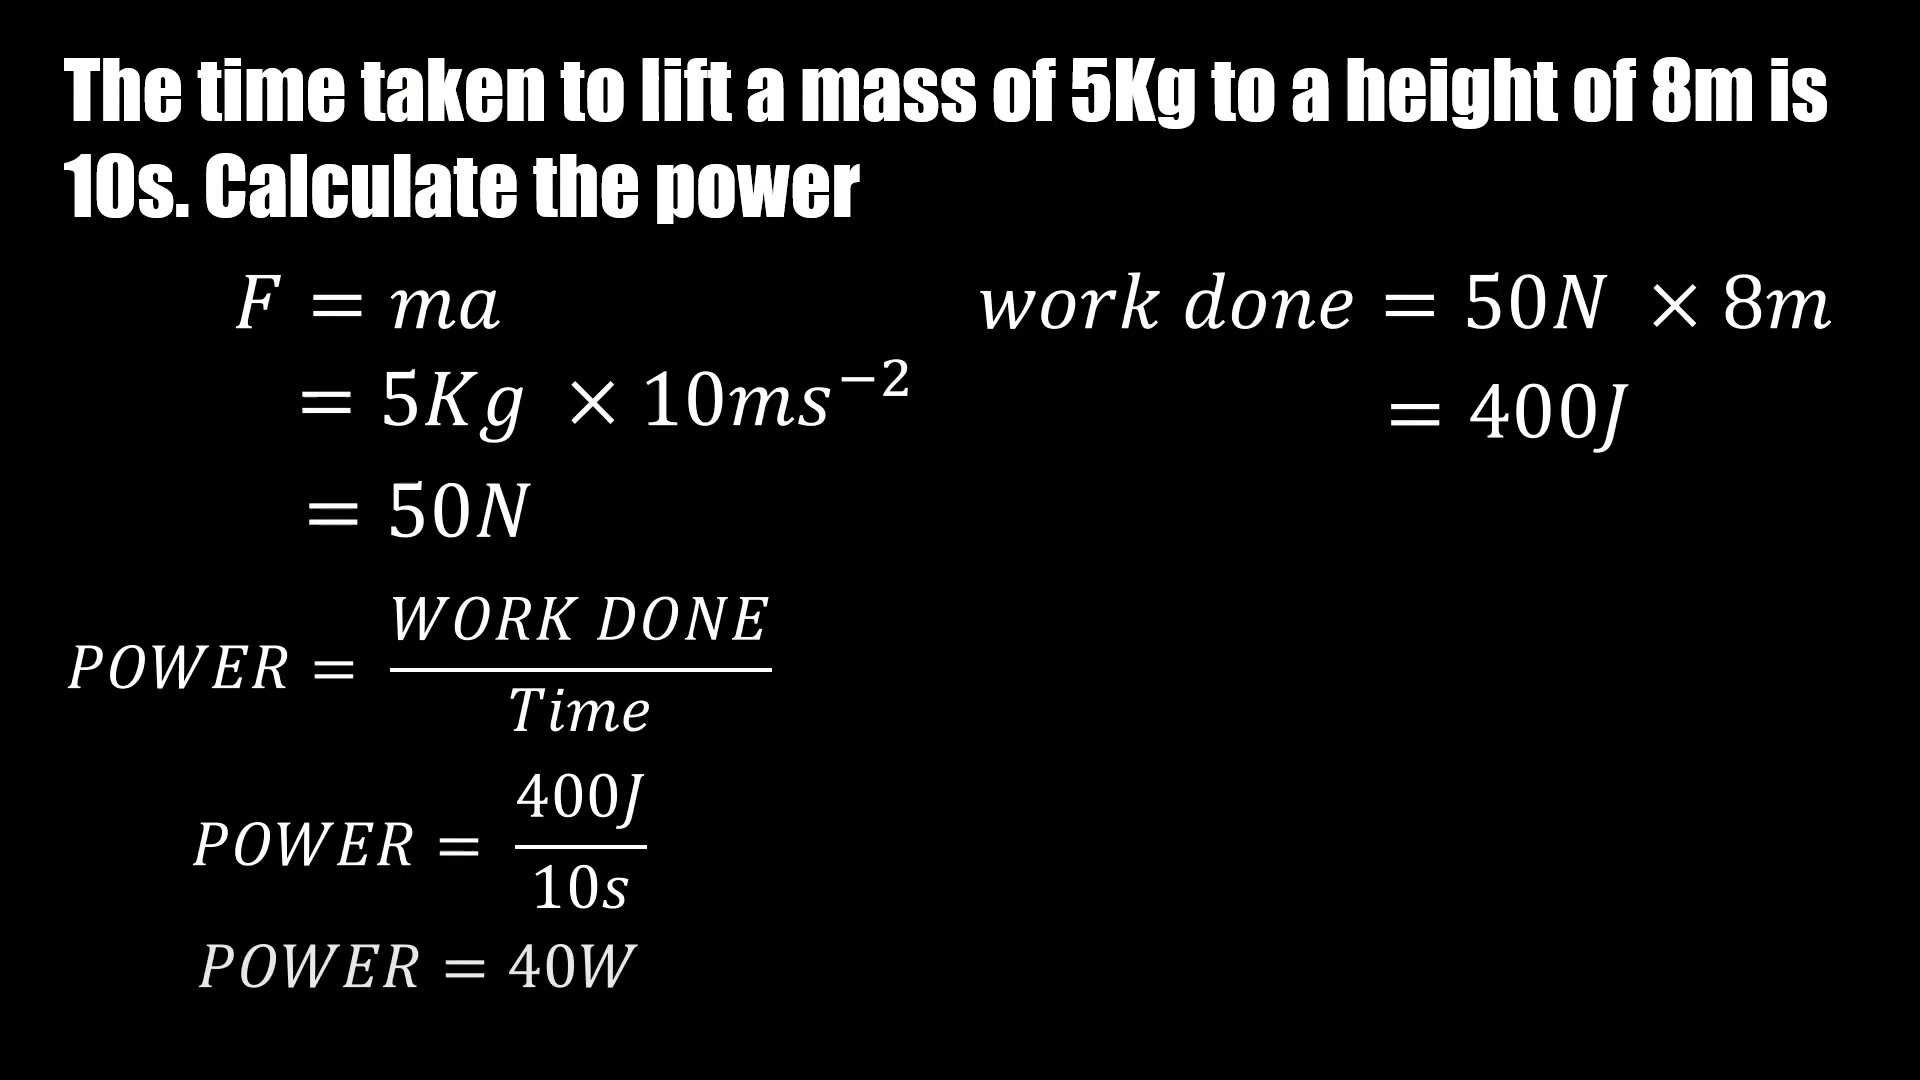 The time taken to lift a mass of 5Kg to a height of 8m is
10s. Calculate the power
F = ma
= 5Kg × 10ms⁻²
= 50N
work done = 50N × 8m
= 400J
POWER = WORK DONE / Time
POWER = 400J / 10s
POWER = 40W